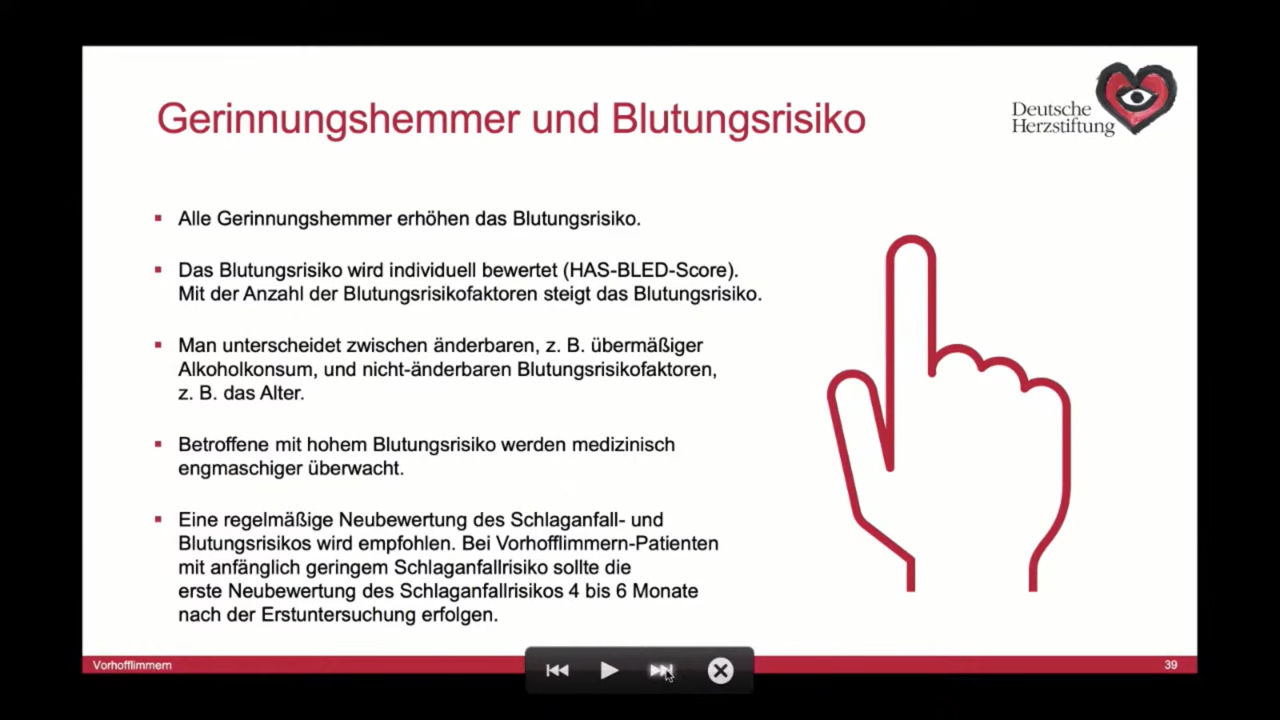 Gerinnungshemmer und Blutungsrisiko
Deutsche
Herzstiftung
Alle Gerinnungshemmer erhöhen das Blutungsrisiko.
Das Blutungsrisiko wird individuell bewertet (HAS-BLED-Score).
Mit der Anzahl der Blutungsrisikofaktoren steigt das Blutungsrisiko.
Man unterscheidet zwischen änderbaren, z. B. übermäßiger
Alkoholkonsum, und nicht-änderbaren Blutungsrisikofaktoren,
z. B. das Alter.
Betroffene mit hohem Blutungsrisiko werden medizinisch
engmaschiger überwacht.
Eine regelmäßige Neubewertung des Schlaganfall- und
Blutungsrisikos wird empfohlen. Bei Vorhofflimmern-Patienten
mit anfänglich geringem Schlaganfallrisiko sollte die
erste Neubewertung des Schlaganfallrisikos 4 bis 6 Monate
nach der Erstuntersuchung erfolgen.
Vorhofflimmern
39